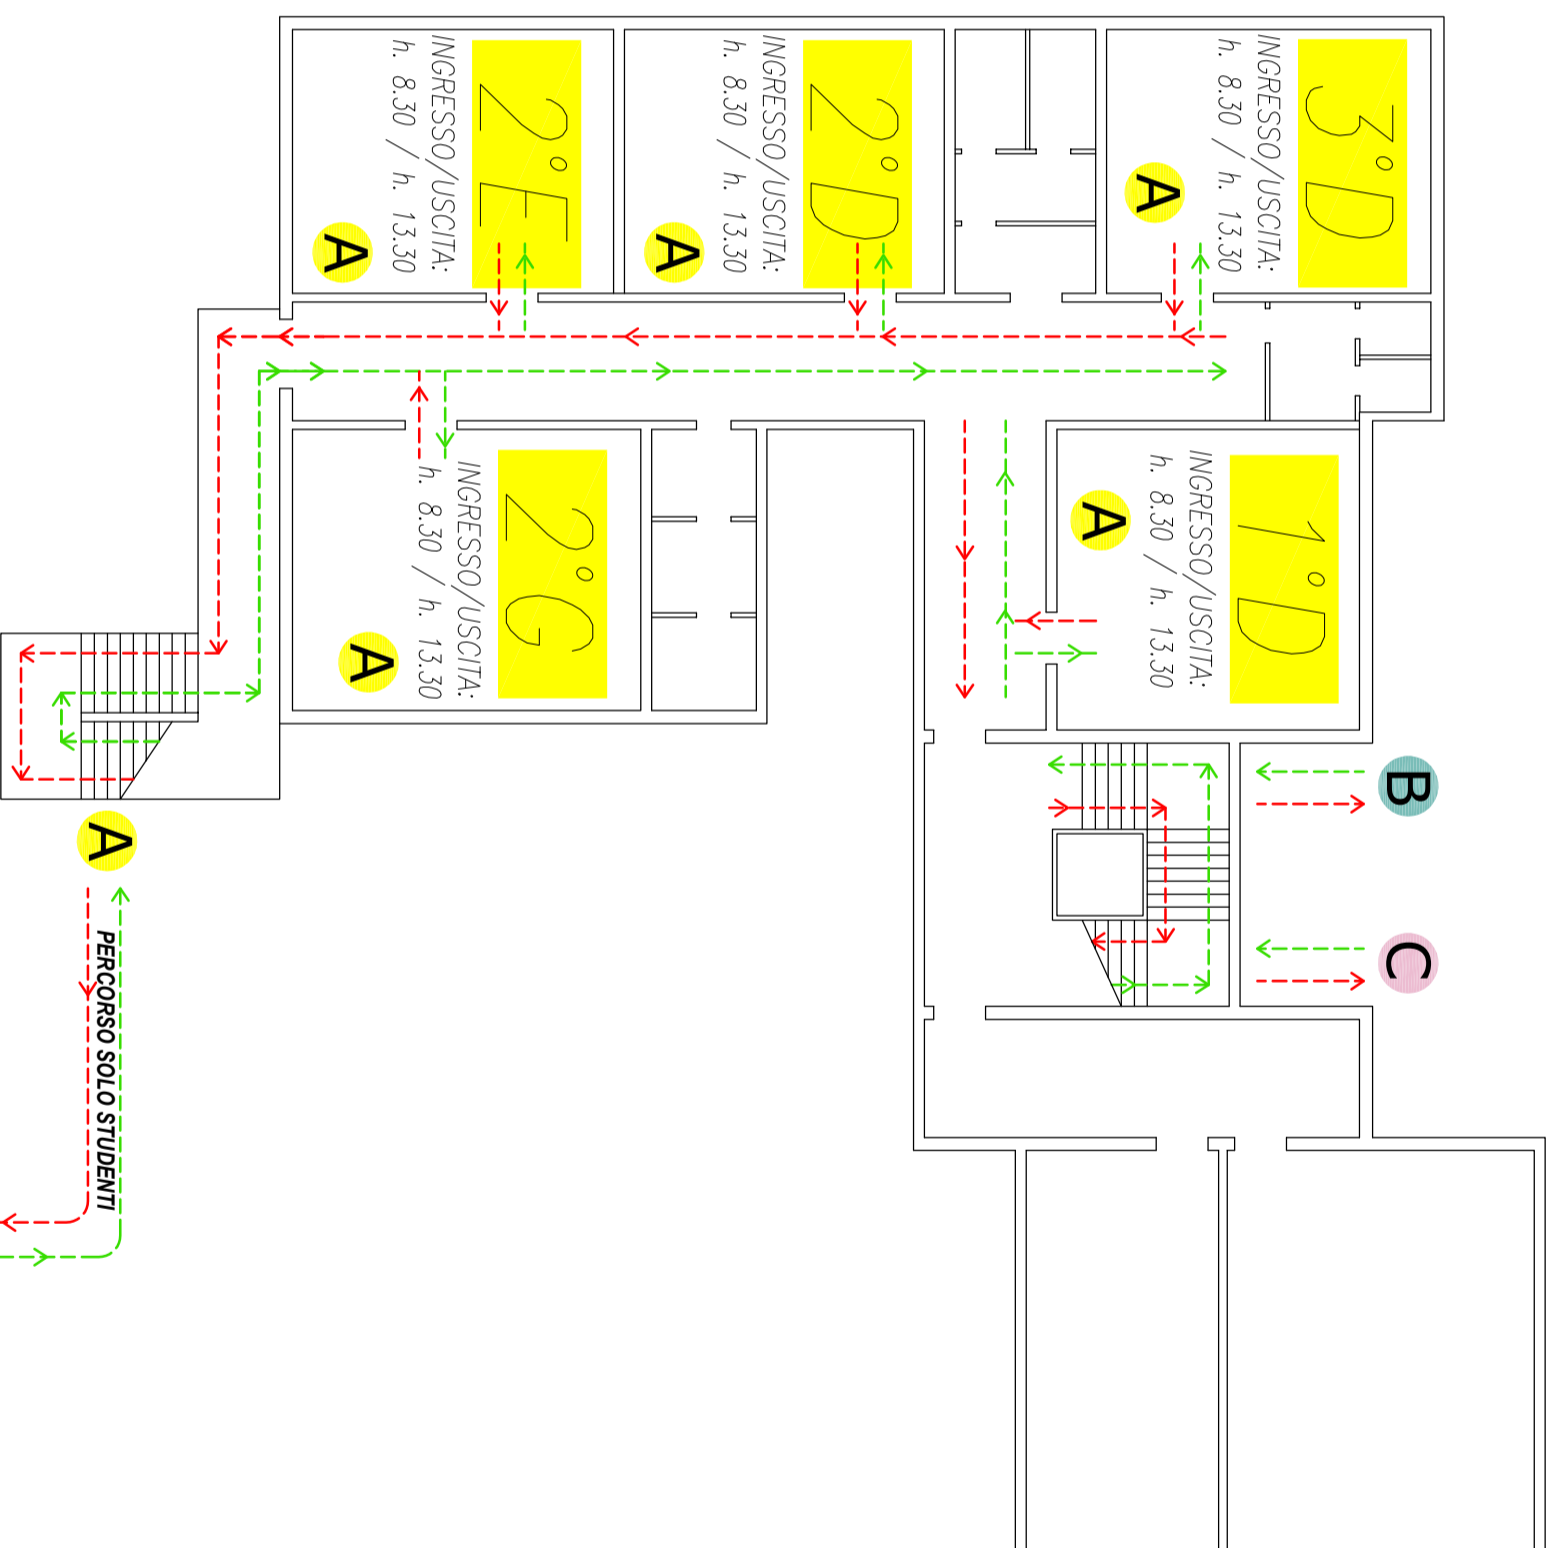 3°D
INGRESSO/USCITA:
h. 8.30 / h. 13.30
A
2°D
INGRESSO/USCITA:
h. 8.30 / h. 13.30
A
2°E
INGRESSO/USCITA:
h. 8.30 / h. 13.30
A
1°D
INGRESSO/USCITA:
h. 8.30 / h. 13.30
A
2°G
INGRESSO/USCITA:
h. 8.30 / h. 13.30
A
B
C
A
PERCORSO SOLO STUDENTI